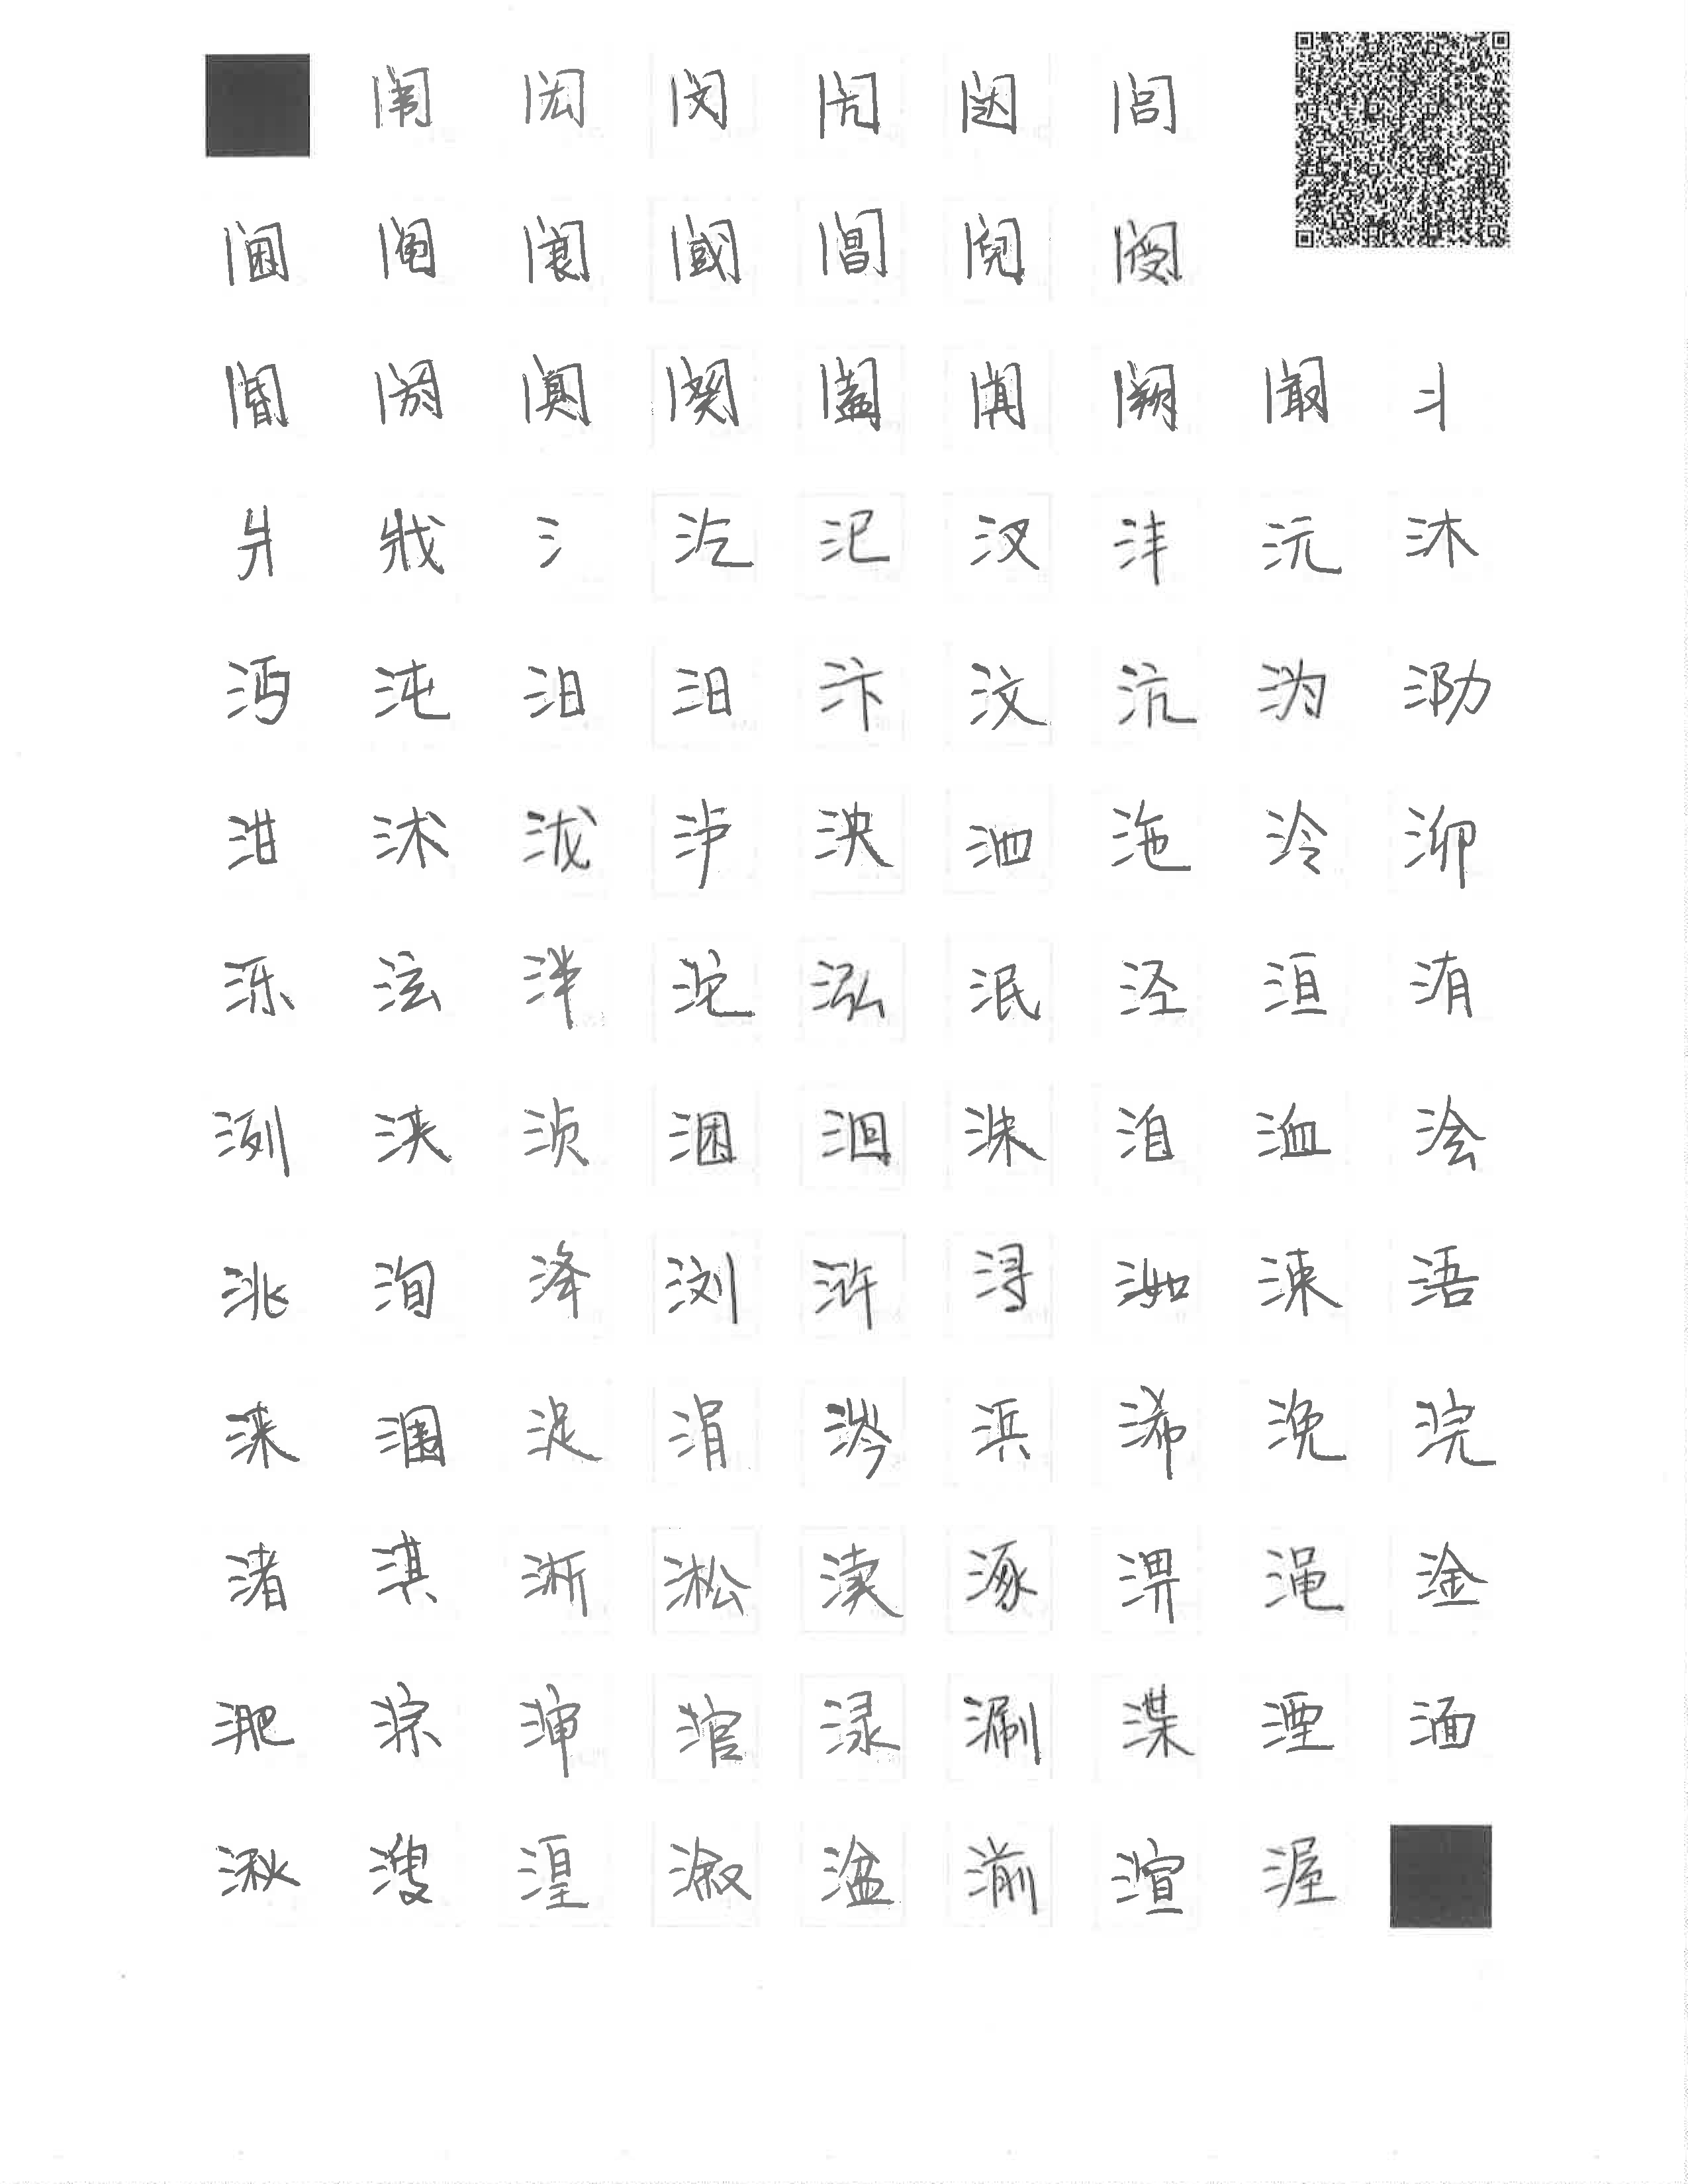 闱闳闵闶闼闾
阃阄阆阈阊阋阌
阍阏阒阕阖阗阙阚丬
爿戕氵汔汜汊沣沅沐
沔沌汨汩汴汶沆沩泐
泔沭泷泸泱泗沲泠泖
泺泫泮沱泓泯泾洹洧
洌浃浈洇洄洙洎洫浍
洮洵洚浏浒浔洳涑浯
涞涠浞涓涔浜浠浼浣
渚淇淅淞渎涿淠渑淦
淝淙渖涫渌涮渫湮湎
湫溲湟溆湓湔渲渥